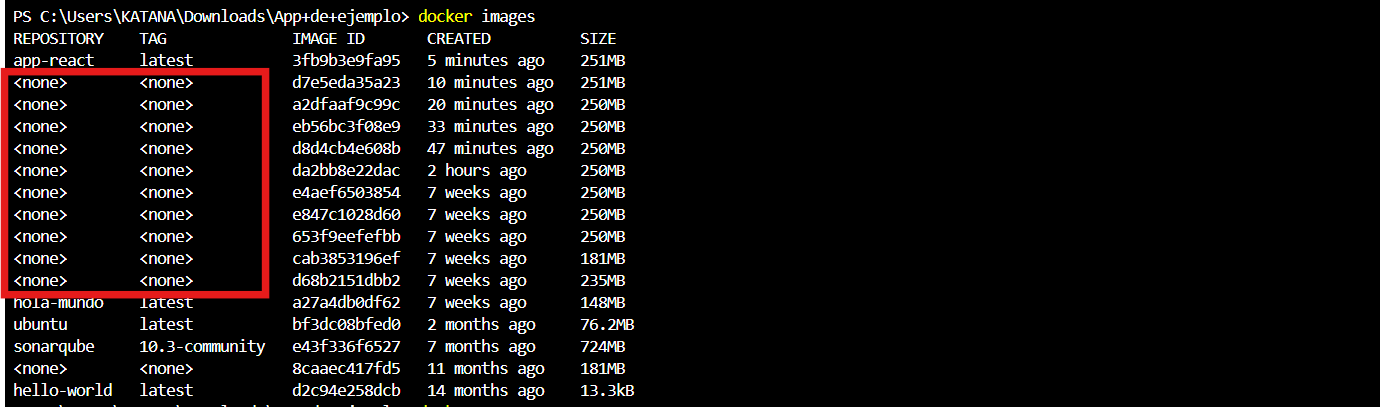 PS C:\Users\KATANA\Downloads\App+de+ejemplo> docker images
REPOSITORY TAG IMAGE ID CREATED SIZE
app-react latest 3fb9b3e9fa95 5 minutes ago 251MB
<none> <none> d7e5eda35a23 10 minutes ago 251MB
<none> <none> a2dfaaf9c99c 20 minutes ago 250MB
<none> <none> eb56bc3f08e9 33 minutes ago 250MB
<none> <none> d8d4cb4e608b 47 minutes ago 250MB
<none> <none> da2bb8e22dac 2 hours ago 250MB
<none> <none> e4aef6503854 7 weeks ago 250MB
<none> <none> e847c1028d60 7 weeks ago 250MB
<none> <none> 653f9eefefbb 7 weeks ago 250MB
<none> <none> cab3853196ef 7 weeks ago 181MB
<none> <none> d68b2151dbb2 7 weeks ago 235MB
hola-mundo latest a27a4db0df62 7 weeks ago 148MB
ubuntu latest bf3dc08bfed0 2 months ago 76.2MB
sonarqube 10.3-community e43f336f6527 7 months ago 724MB
<none> <none> 8caaec417fd5 11 months ago 181MB
hello-world latest d2c94e258dcb 14 months ago 13.3kB